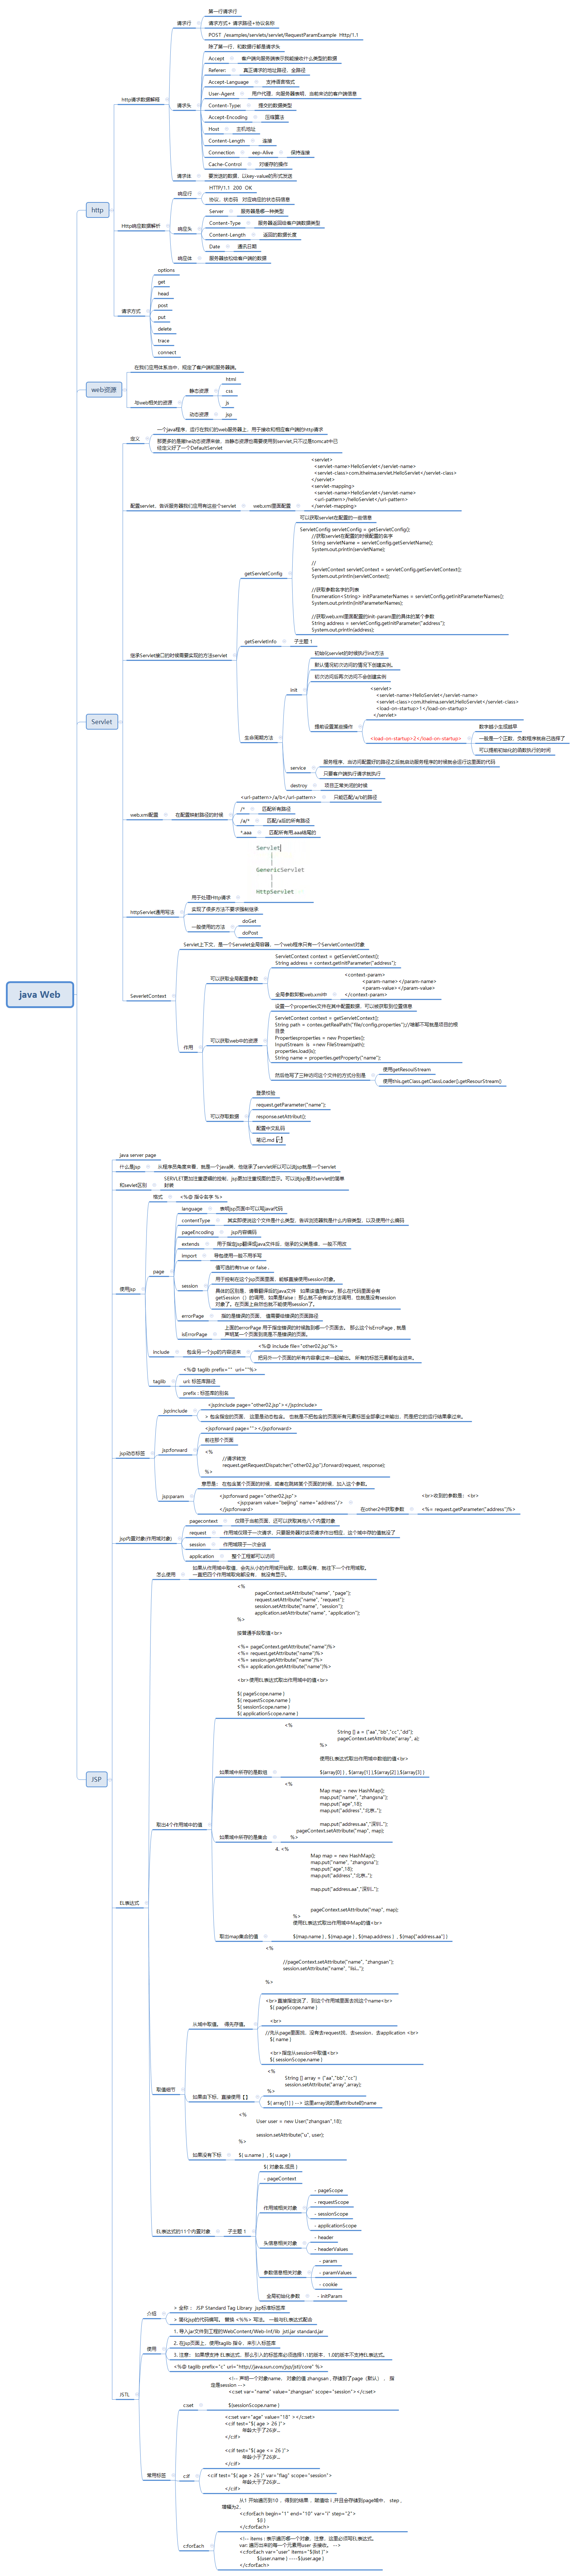 java Web
http
http请求数据解释
请求行
第一行请求行
请求方式+ 请求路径+协议名称
POST /examples/servlets/servlet/RequestParamExample Http/1.1
请求头
除了第一行，和数据行都是请求头
Accept
客户端向服务端表示我能接时什么类型的数据
Referer:
真正请求的地址路径，全路径
Accept-Language
支持语言格式
User-Agent
用户代理，向服务器表明，当前来访的客户端信息
Content-Type:
提交的数据类型
Accept-Encoding
压缩算法
Host
主机地址
Content-Length
连接
Connection
eep-Alive
保持连接
Cache-Control
对缓存的操作
请求体
要发送的数据，以key-value的形式发送
Http响应数据解析
响应行
HTTP/1.1 200 OK
协议，状态码 对应响应的状态码信息
响应头
Server
服务器是哪一种类型
Content-Type
服务器返回给客户端数据类型
Content-Length
返回的数据长度
Date
通讯日期
响应体
服务器放松给客户端的数据
请求方式
options
get
head
post
put
delete
trace
connect
web资源
在我们应用体系当中，规定了客户端和服务器端。
与web相关的资源
静态资源
html
css
js
动态资源
jsp
Servlet
定义
一个java程序，运行在我们的web服务器上，用于接收和相应客户端的http请求
配置servlet，告诉服务器我们应用有这些个servlet
web.xml里面配置
<servlet>
<servlet-name>HelloServlet</servlet-name>
<servlet-class>com.itheima.servlet.HelloServlet</servlet-class>
</servlet>
<servlet-mapping>
<servlet-name>HelloServlet</servlet-name>
<url-pattern>/helloServlet</url-pattern>
</servlet-mapping>
继承Servlet接口的时候需要实现的方法servlet
getServletConfig
可以获取servlet在配置的一些信息
ServletConfig servletConfig = servletConfig.getServletConfig();
//获取servlet在配置的时候配置的名字
String servletName = servletConfig.getServletName();
System.out.println(servletName);
//
ServletContext servletContext = servletConfig.getServletContext();
System.out.println(servletContext);
//获取参数名字的列表
Enumeration<String> initParameterNames = servletConfig.getInitParameterNames();
System.out.println(initParameterNames);
//获取web.xml里面配置的init-param里的具体的某个参数
String address = servletConfig.getInitParameter("address");
System.out.println(address);
getServletInfo
子主题 1
生命周期方法
init
初始化servlet的时候执行init方法
默认情况初次访问的情况下创建实例。
初次访问后再次访问不会创建实例
提前设置某些操作
<servlet>
<servlet-name>HelloServlet</servlet-name>
<servlet-class>com.itheima.servlet.HelloServlet</servlet-class>
<load-on-startup>1</load-on-startup>
</servlet>
<load-on-startup>2</load-on-startup>
数字越小生成越早
一般是一个正数，负数程序就自己选择了
可以提前初始化的函数执行的时间
service
服务程序，当访问配置好的路径之后就启动服务程序的时候就会运行这里面的代码
只要客户端执行请求就执行
destroy
项目正常关闭的时候
web.xml配置
在配置映射路径的时候
<url-pattern>/a/b</url-pattern>
只能匹配/a/b的路径
/*
匹配所有路径
/a/*
匹配/a后的所有路径
*.aaa
匹配所有用.aaa结尾的
httpServlet通用写法
Servlet
|
|
GenericServlet
|
|
HttpServlet
用于处理Http请求
实现了很多方法不要求强制继承
一般使用的方法
doGet
doPost
SeverletContext
Servlet上下文，是一个Servelet全局容器，一个web程序只有一个ServletContext对象
作用
可以获取全局配置参数
ServletContext context = getServletContext();
String address = context.getInitParameter("address");
全局参数卸载web.xml中
<context-param>
<param-name></param-name>
<param-value></param-value>
</context-param>
可以获取web中的资源
设置一个properties文件在其中配置数据，可以被获取到位置信息
ServletContext context = getServletContext();
String path = contex.getRealPath("file/config.properties");//啥都不写就是项目的根
目录
Propertiesproperties = new Properties();
InputStream is =new FileStream(path);
properties.load(is);
String name = properties.getProperty("name");
然后他写了三种访问这个文件的方式分别是
使用getResoulStream
使用this.getClass.getClassLoader().getResourStream()
可以存取数据
登录校验
request.getParameter("name");
response.setAttribut();
配置中文乱码
笔记.md
JSP
java server page
什么是jsp
从程序员角度来看，就是一个java类，他继承了servlet所以可以说jsp就是一个servlet
和sevlet区别
SERVLET更加注重逻辑的控制，jsp更加注重视图的显示。可以说jsp是对servlet的简单
封装
使用jsp
格式
<%@ 指令名字 %>
page
language
表明jsp页面中可以写java代码
contentType
其实即使说这个文件是什么类型，告诉浏览器我是什么内容类型，以及使用什么编码
pageEncoding
jsp内容编码
extends
用于指定jsp翻译成java文件后，继承的父类是谁，一般不用改
import
导包使用一般不用手写
session
值可选的有true or false .
用于控制在这个jsp页面里面，能够直接使用session对象。
具体的区别是，请看翻译后的java文件 如果该值是true , 那么在代码里面会有
getSession（）的调用，如果是false : 那么就不会有该方法调用，也就是没有session
对象了。在页面上自然也就不能使用session了。
errorPage
指的是错误的页面， 值需要给错误的页面路径
isErrorPage
上面的errorPage 用于指定错误的时候跑到哪一个页面去。 那么这个isErroPage , 就是
声明某一个页面到底是不是错误的页面。
include
包含另一个jsp的内容进来
<%@ include file="other02.jsp"%>
把另外一个页面的所有内容拿过来一起输出。 所有的标签元素都包含进来。
taglib
<%@ taglib prefix="" uri=""%>
uri: 标签库路径
prefix : 标签库的别名
jsp动态标签
jsp:include
<jsp:include page="other02.jsp"></jsp:include>
> 包含指定的页面， 这里是动态包含。 也就是不把包含的页面所有元素标签全部拿过来输出，而是把它的运行结果拿过来。
jsp:forward
<jsp:forward page=""></jsp:forward>
前往那个页面
<%
//请求转发
request.getRequestDispatcher("other02.jsp").forward(request, response);
%>
jsp:param
意思是： 在包含某个页面的时候，或者在跳转某个页面的时候，加入这个参数。
<jsp:forward page="other02.jsp">
<jsp:param value="beijing" name="address"/>
</jsp:forward>
在other2中获取参数
<br>收到的参数是：<br>
<%= request.getParameter("address")%>
jsp内置对象(作用域对象)
pagecontext
仅限于当前页面，还可以获取其他八个内置对象
request
作用域仅限于一次请求，只要服务器对该项请求作出相应，这个域中存的值就没了
session
作用域限于一次会话
application
整个工程都可以访问
EL表达式
怎么使用
如果从作用域中取值，会先从小的作用域开始取，如果没有，就往下一个作用域取。
一直把四个作用域取完都没有， 就没有显示。
取出4个作用域中的值
<%
pageContext.setAttribute("name", "page");
request.setAttribute("name", "request");
session.setAttribute("name", "session");
application.setAttribute("name", "application");
%>
按普通手段取值<br>
<%= pageContext.getAttribute("name")%>
<%= request.getAttribute("name")%>
<%= session.getAttribute("name")%>
<%= application.getAttribute("name")%>
<br>使用EL表达式取出作用域中的值<br>
${ pageScope.name }
${ requestScope.name }
${ sessionScope.name }
${ applicationScope.name }
如果域中所存的是数组
<%
String [] a = {"aa","bb","cc","dd"};
pageContext.setAttribute("array", a);
%>
使用EL表达式取出作用域中数组的值<br>
${array[0] } , ${array[1] },${array[2] },${array[3] }
如果域中所存的是集合
<%
Map map = new HashMap();
map.put("name", "zhangsna");
map.put("age",18);
map.put("address","北京..");
map.put("address.aa","深圳..");
pageContext.setAttribute("map", map);
%>
取出map集合的值
4. <%
Map map = new HashMap();
map.put("name", "zhangsna");
map.put("age",18);
map.put("address","北京..");
map.put("address.aa","深圳..");
pageContext.setAttribute("map", map);
%>
使用EL表达式取出作用域中Map的值<br>
${map.name } , ${map.age } , ${map.address } , ${map["address.aa"] }
取值细节
从域中取值。 得先存值。
<%
//pageContext.setAttribute("name", "zhangsan");
session.setAttribute("name", "lisi...");
%>
<br>直接指定说了，到这个作用域里面去找这个name<br>
${ pageScope.name }
<br>
//先从page里面找，没有去request找，去session，去application <br>
${ name }
<br>指定从session中取值<br>
${ sessionScope.name }
如果由下标，直接使用【 】
<%
String [] array = {"aa","bb","cc"}
session.setAttribute("array",array);
%>
${ array[1] } --> 这里array说的是attribute的name
如果没有下标
<%
User user = new User("zhangsan",18);
session.setAttribute("u", user);
%>
${ u.name } , ${ u.age }
EL表达式的11个内置对象
子主题 1
${ 对象名.成员 }
- pageContext
作用域相关对象
- pageScope
- requestScope
- sessionScope
- applicationScope
头信息相关对象
- header
- headerValues
参数信息相关对象
- param
- paramValues
- cookie
全局初始化参数
- initParam
JSTL
介绍
> 全称 ： JSP Standard Tag Library jsp标准标签库
> 简化jsp的代码编写。 替换 <%%> 写法。 一般与EL表达式配合
使用
1. 导入jar文件到工程的WebContent/Web-Inf/lib jstl.jar standard.jar
2. 在jsp页面上，使用taglib 指令，来引入标签库
3. 注意： 如果想支持 EL表达式，那么引入的标签库必须选择1.1的版本，1.0的版本不支持EL表达式。
<%@ taglib prefix="c" uri="http://java.sun.com/jsp/jstl/core" %>
常用标签
c:set
<!-- 声明一个对象name， 对象的值 zhangsan , 存储到了page（默认） ， 指
定是session -->
<c:set var="name" value="zhangsan" scope="session"></c:set>
${sessionScope.name }
c:if
<c:set var="age" value="18" ></c:set>
<c:if test="${ age > 26 }">
年龄大于了26岁...
</c:if>
<c:if test="${ age <= 26 }">
年龄小于了26岁...
</c:if>
<c:if test="${ age > 26 }" var="flag" scope="session">
年龄大于了26岁...
</c:if>
c:forEach
从1 开始遍历到10 ，得到的结果 ，赋值给 i ,并且会存储到page域中， step ,
增幅为2，
<c:forEach begin="1" end="10" var="i" step="2">
${i }
</c:forEach>
<!-- items : 表示遍历哪一个对象，注意，这里必须写EL表达式。
var: 遍历出来的每一个元素用user 去接收。 -->
<c:forEach var="user" items="${list }">
${user.name } ----${user.age }
</c:forEach>